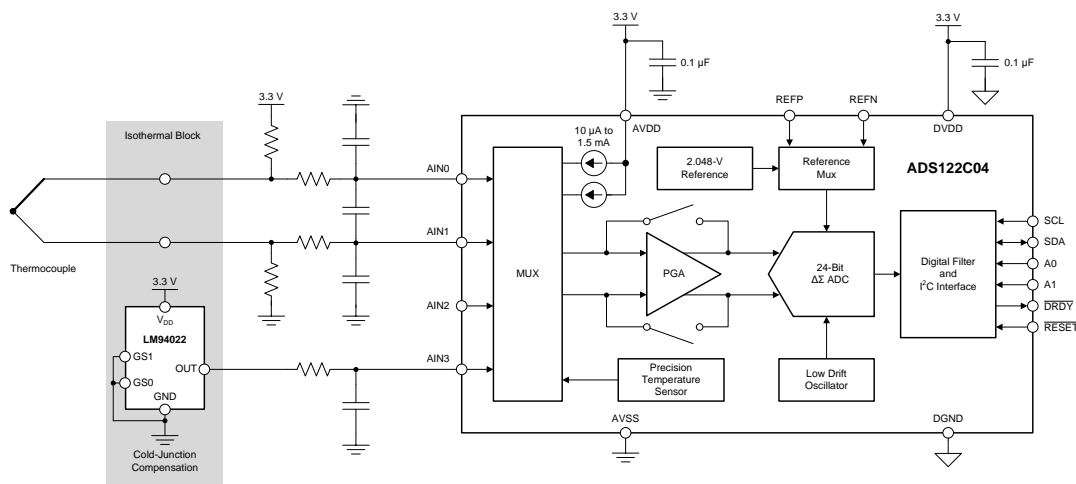 3.3 V
0.1 µF
3.3 V
0.1 µF
3.3 V
Isothermal Block
REFP
REFN
10 µA to
1.5 mA
AVDD
DVDD
2.048-V
Reference
Reference
Mux
ADS122C04
AIN0
AIN1
AIN2
AIN3
MUX
PGA
24-Bit
ΔΣ ADC
Digital Filter
and
I²C Interface
SCL
SDA
A0
A1
DRDY
RESET
Thermocouple
3.3 V
VDD
LM94022
GS1
GS0
OUT
GND
Precision
Temperature
Sensor
Low Drift
Oscillator
AVSS
DGND
Cold-Junction
Compensation